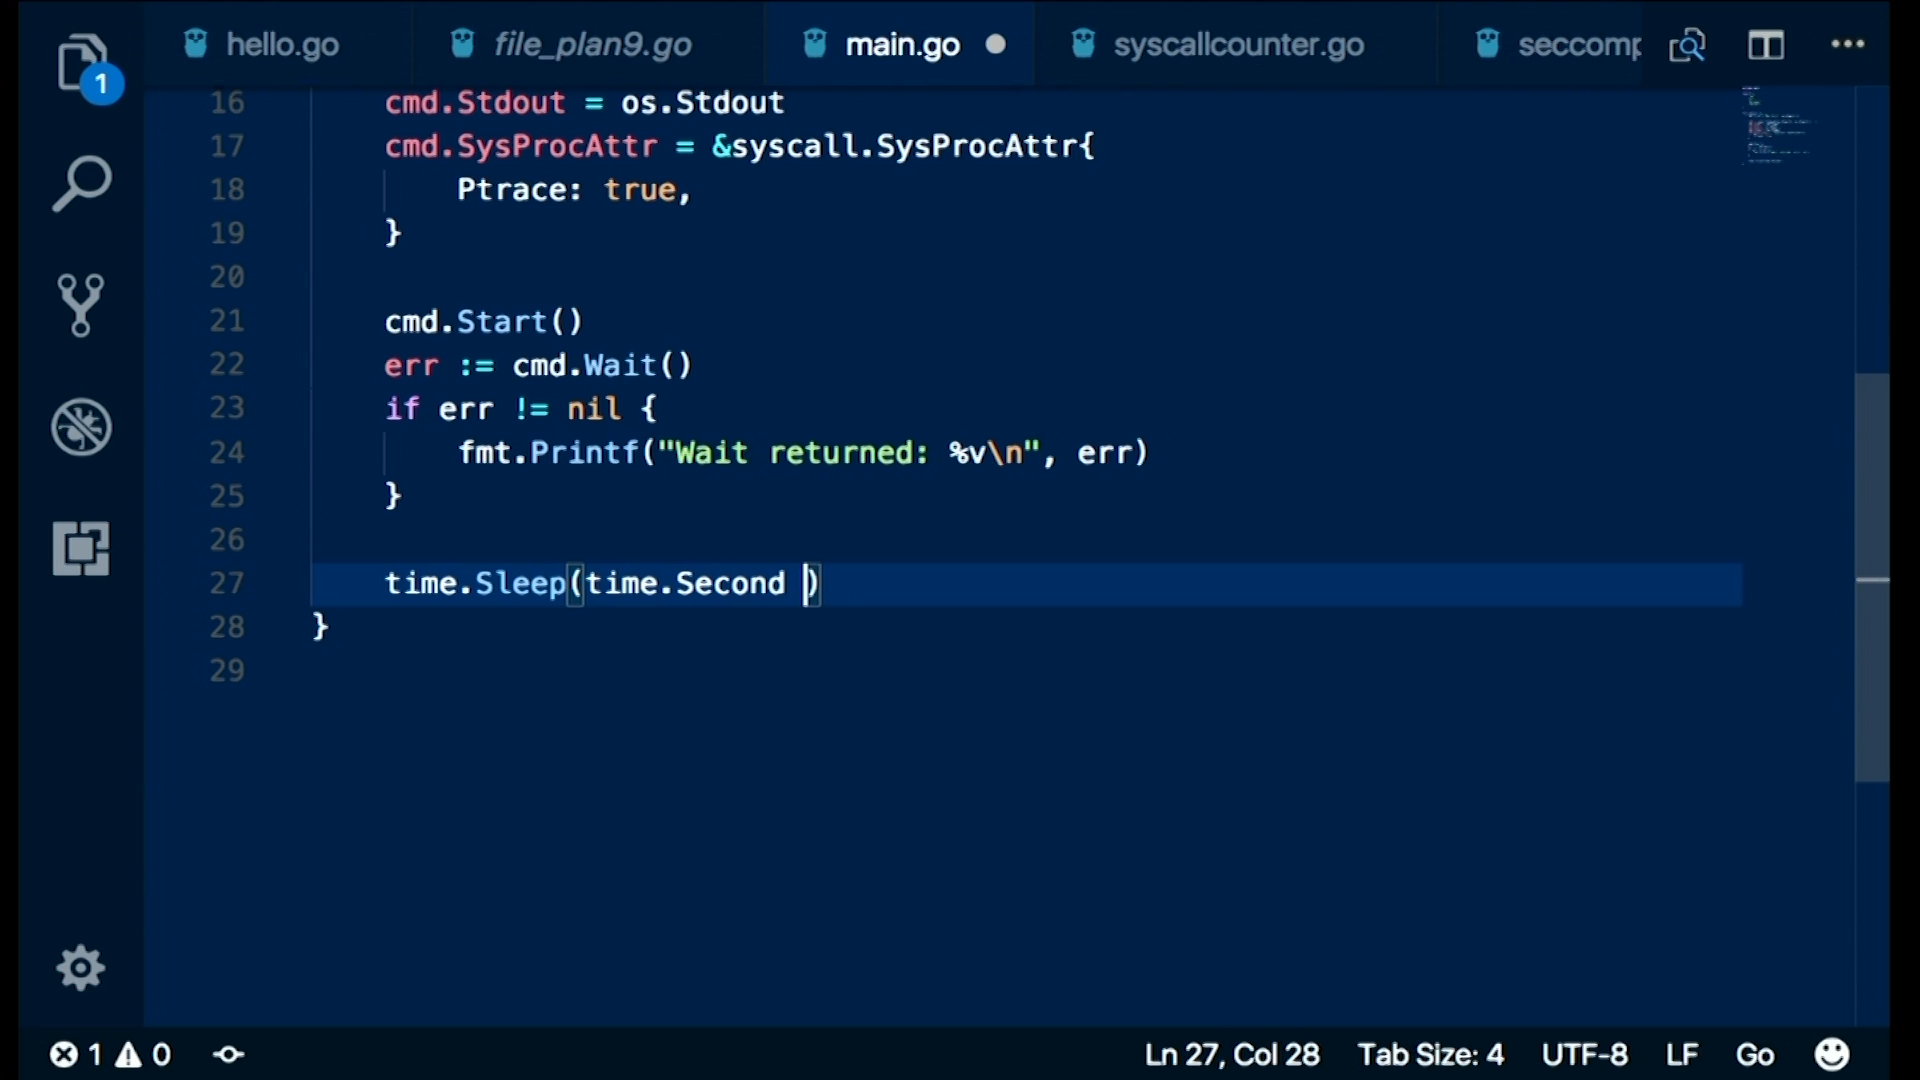 hello.go file_plan9.go main.go syscallcounter.go seccomp
1
16 cmd.Stdout = os.Stdout
17 cmd.SysProcAttr = &syscall.SysProcAttr{
18 Ptrace: true,
19 }
20
21 cmd.Start()
22 err := cmd.Wait()
23 if err != nil {
24 fmt.Printf("Wait returned: %v\n", err)
25 }
26
27 time.Sleep(time.Second )
28 }
29
1 0 Ln 27, Col 28 Tab Size: 4 UTF-8 LF Go